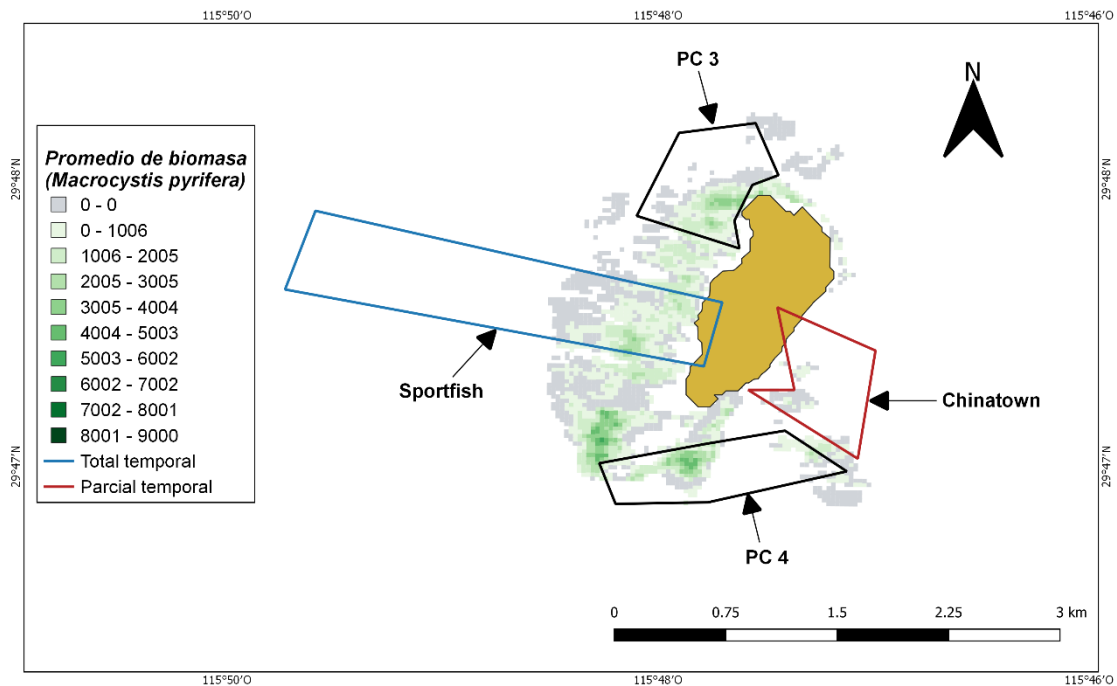 115°50′O
115°48′O
115°46′O
PC 3
N
29°48′N
29°48′N
Promedio de biomasa
(Macrocystis pyrifera)
0 - 0
0 - 1006
1006 - 2005
2005 - 3005
3005 - 4004
4004 - 5003
5003 - 6002
6002 - 7002
7002 - 8001
8001 - 9000
Total temporal
Parcial temporal
Sportfish
Chinatown
29°47′N
29°47′N
PC 4
0 0.75 1.5 2.25 3 km
115°50′O
115°48′O
115°46′O